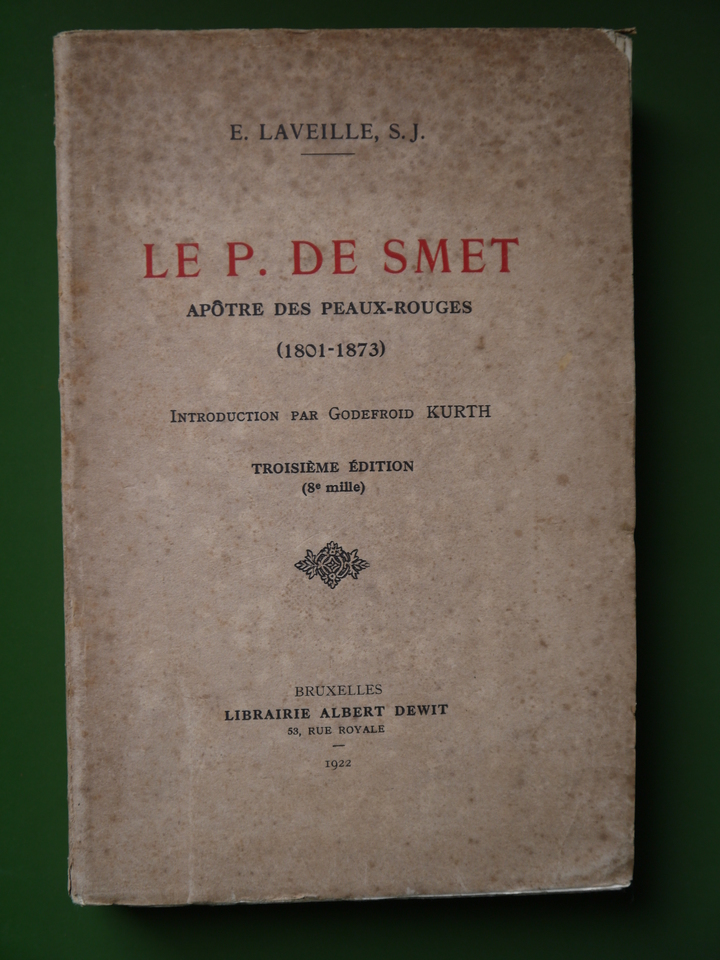 E. LAVEILLE, S.J.
LE P. DE SMET
APÔTRE DES PEAUX-ROUGES
(1801-1873)
INTRODUCTION PAR GODEFROID KURTH
TROISIÈME ÉDITION
(8e mille)
BRUXELLES
LIBRAIRIE ALBERT DEWIT
53, RUE ROYALE
1922